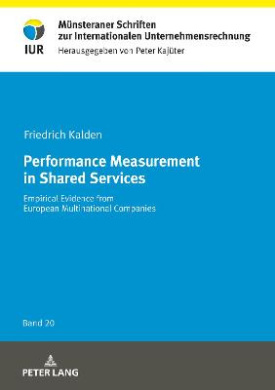 Münsteraner Schriften
zur Internationalen Unternehmensrechnung
IUR
Herausgegeben von Peter Kajüter
Friedrich Kalden
Performance Measurement
in Shared Services
Empirical Evidence from
European Multinational Companies
Band 20
PETER LANG